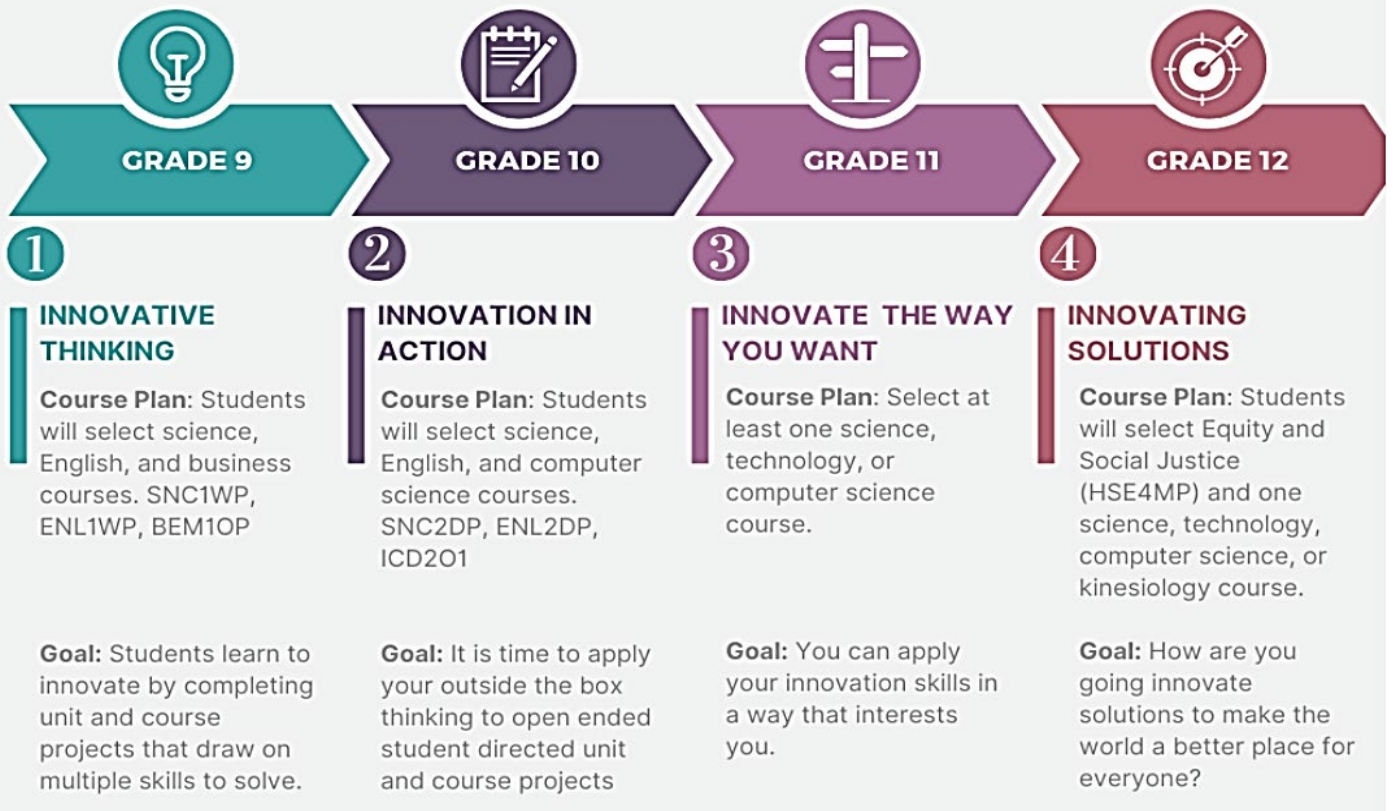 GRADE 9
GRADE 10
GRADE 11
GRADE 12
1
INNOVATIVE
THINKING
Course Plan: Students
will select science,
English, and business
courses. SNC1WP,
ENL1WP, BEM1OP
Goal: Students learn to
innovate by completing
unit and course
projects that draw on
multiple skills to solve.
2
INNOVATION IN
ACTION
Course Plan: Students
will select science,
English, and computer
science courses.
SNC2DP, ENL2DP,
ICD2O1
Goal: It is time to apply
your outside the box
thinking to open ended
student directed unit
and course projects
3
INNOVATE THE WAY
YOU WANT
Course Plan: Select at
least one science,
technology, or
computer science
course.
Goal: You can apply
your innovation skills in
a way that interests
you.
4
INNOVATING
SOLUTIONS
Course Plan: Students
will select Equity and
Social Justice
(HSE4MP) and one
science, technology,
computer science, or
kinesiology course.
Goal: How are you
going innovate
solutions to make the
world a better place for
everyone?